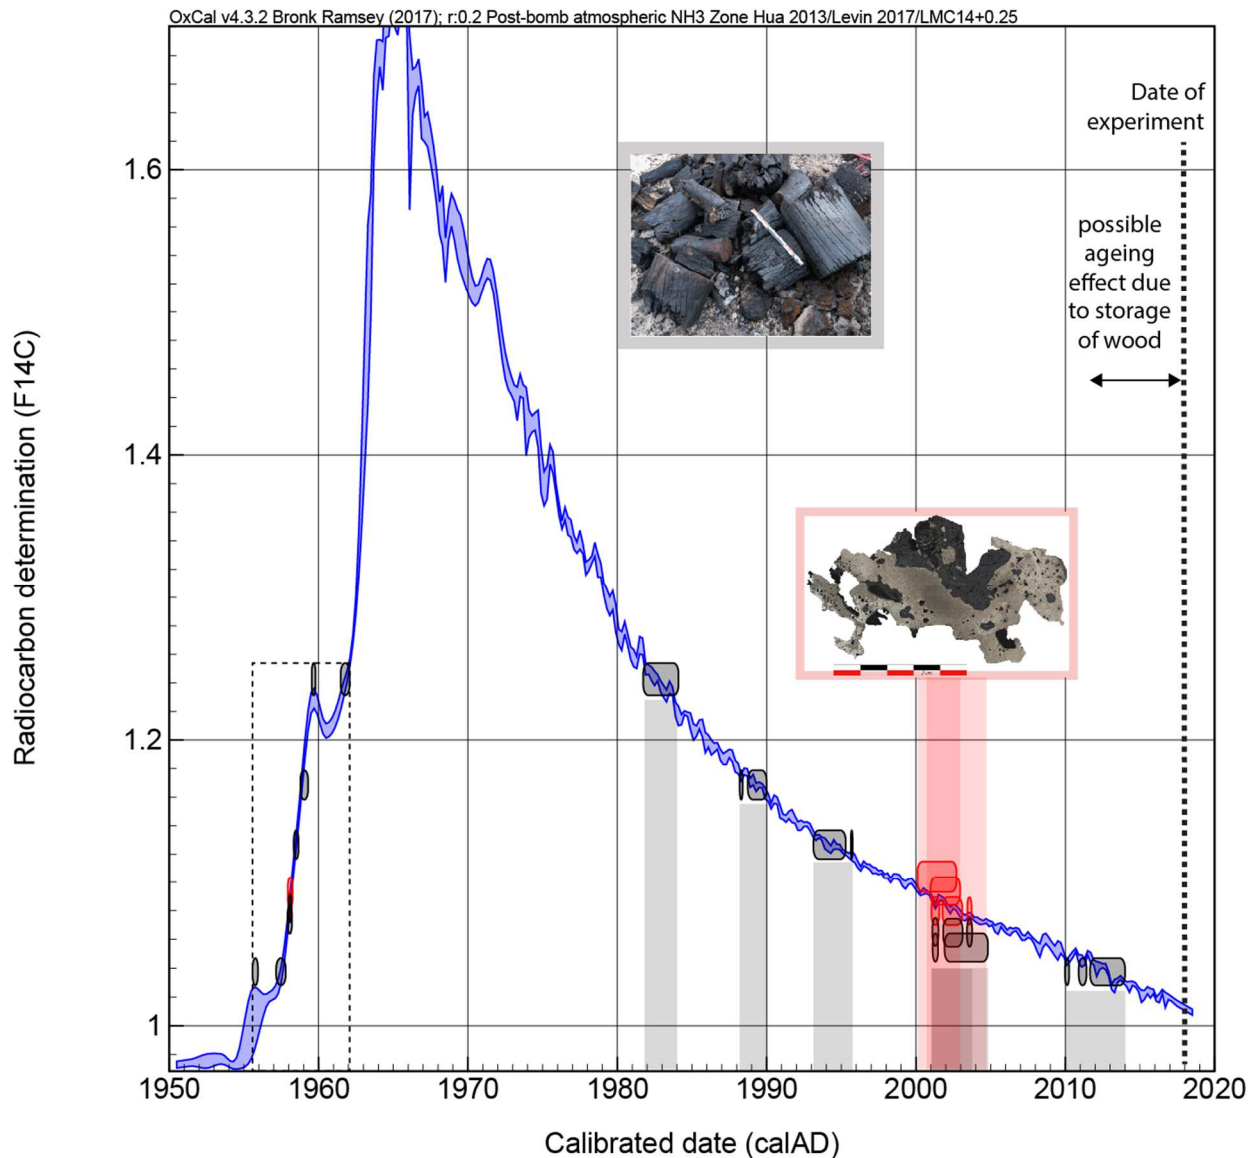 OxCal v4.3.2 Bronk Ramsey (2017); r:0.2 Post-bomb atmospheric NH3 Zone Hua 2013/Levin 2017/LMC14+0.25
Date of
experiment
1.6
possible
ageing
effect due
to storage
of wood
Radiocarbon determination (F14C)
1.4
1.2
1
1950 1960 1970 1980 1990 2000 2010 2020
Calibrated date (calAD)